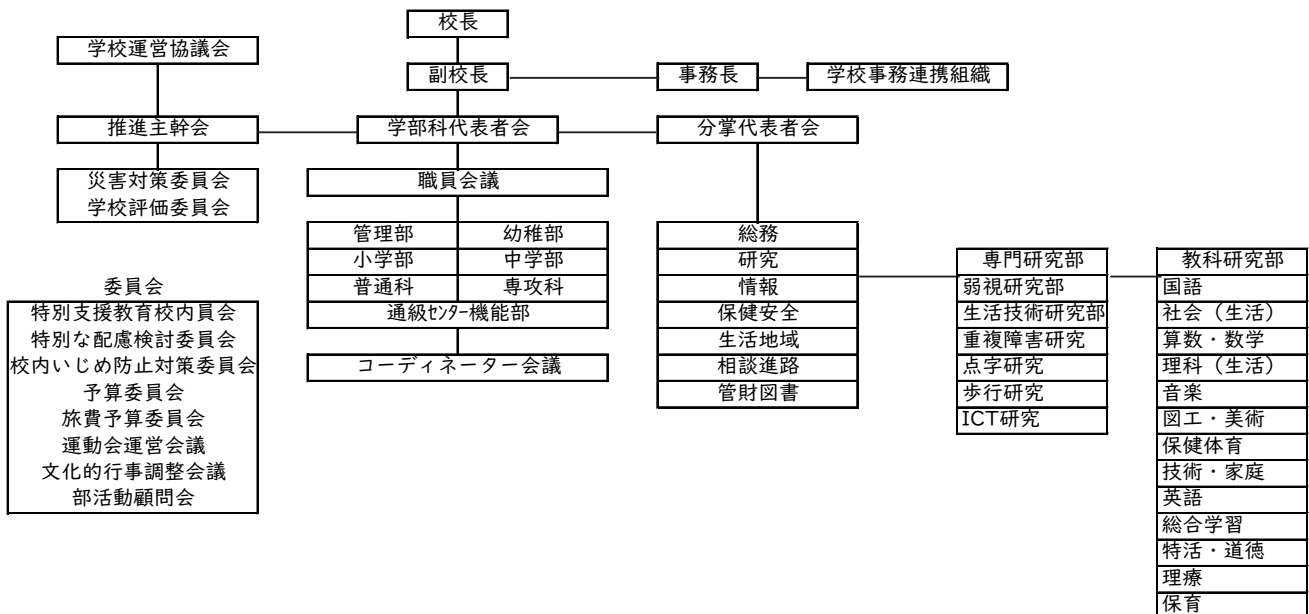 校長
学校運営協議会
副校長
事務長
学校事務連携組織
推進主幹会
学部科代表者会
分掌代表者会
災害対策委員会
学校評価委員会
職員会議
管理部
幼稚部
小学部
中学部
普通科
専攻科
通級ｾﾝﾀｰ機能部
コーディネーター会議
総務
研究
情報
保健安全
生活地域
相談進路
管財図書
専門研究部
弱視研究部
生活技術研究部
重複障害研究
点字研究
歩行研究
ICT研究
教科研究部
国語
社会（生活）
算数・数学
理科（生活）
音楽
図工・美術
保健体育
技術・家庭
英語
総合学習
特活・道徳
理療
保育
委員会
特別支援教育校内員会
特別な配慮検討委員会
校内いじめ防止対策委員会
予算委員会
旅費予算委員会
運動会運営会議
文化的行事調整会議
部活動顧問会